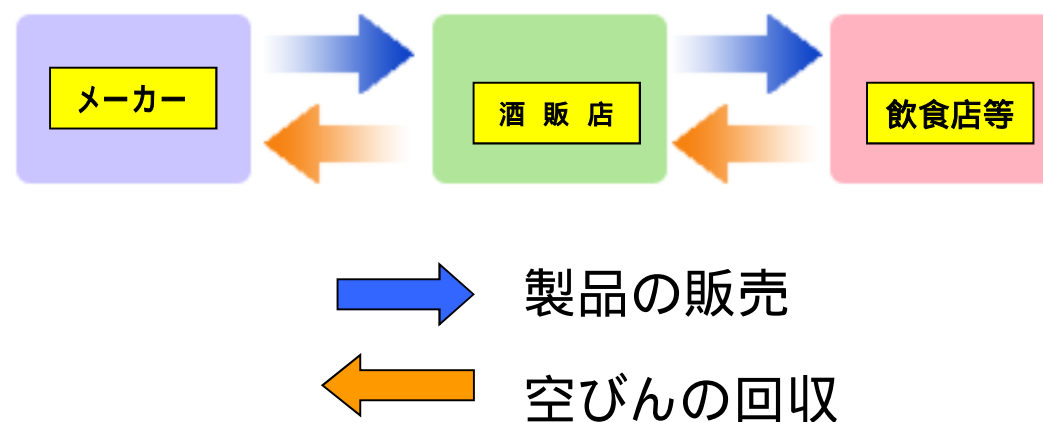 メーカー
酒 販 店
飲食店等
製品の販売
空びんの回収